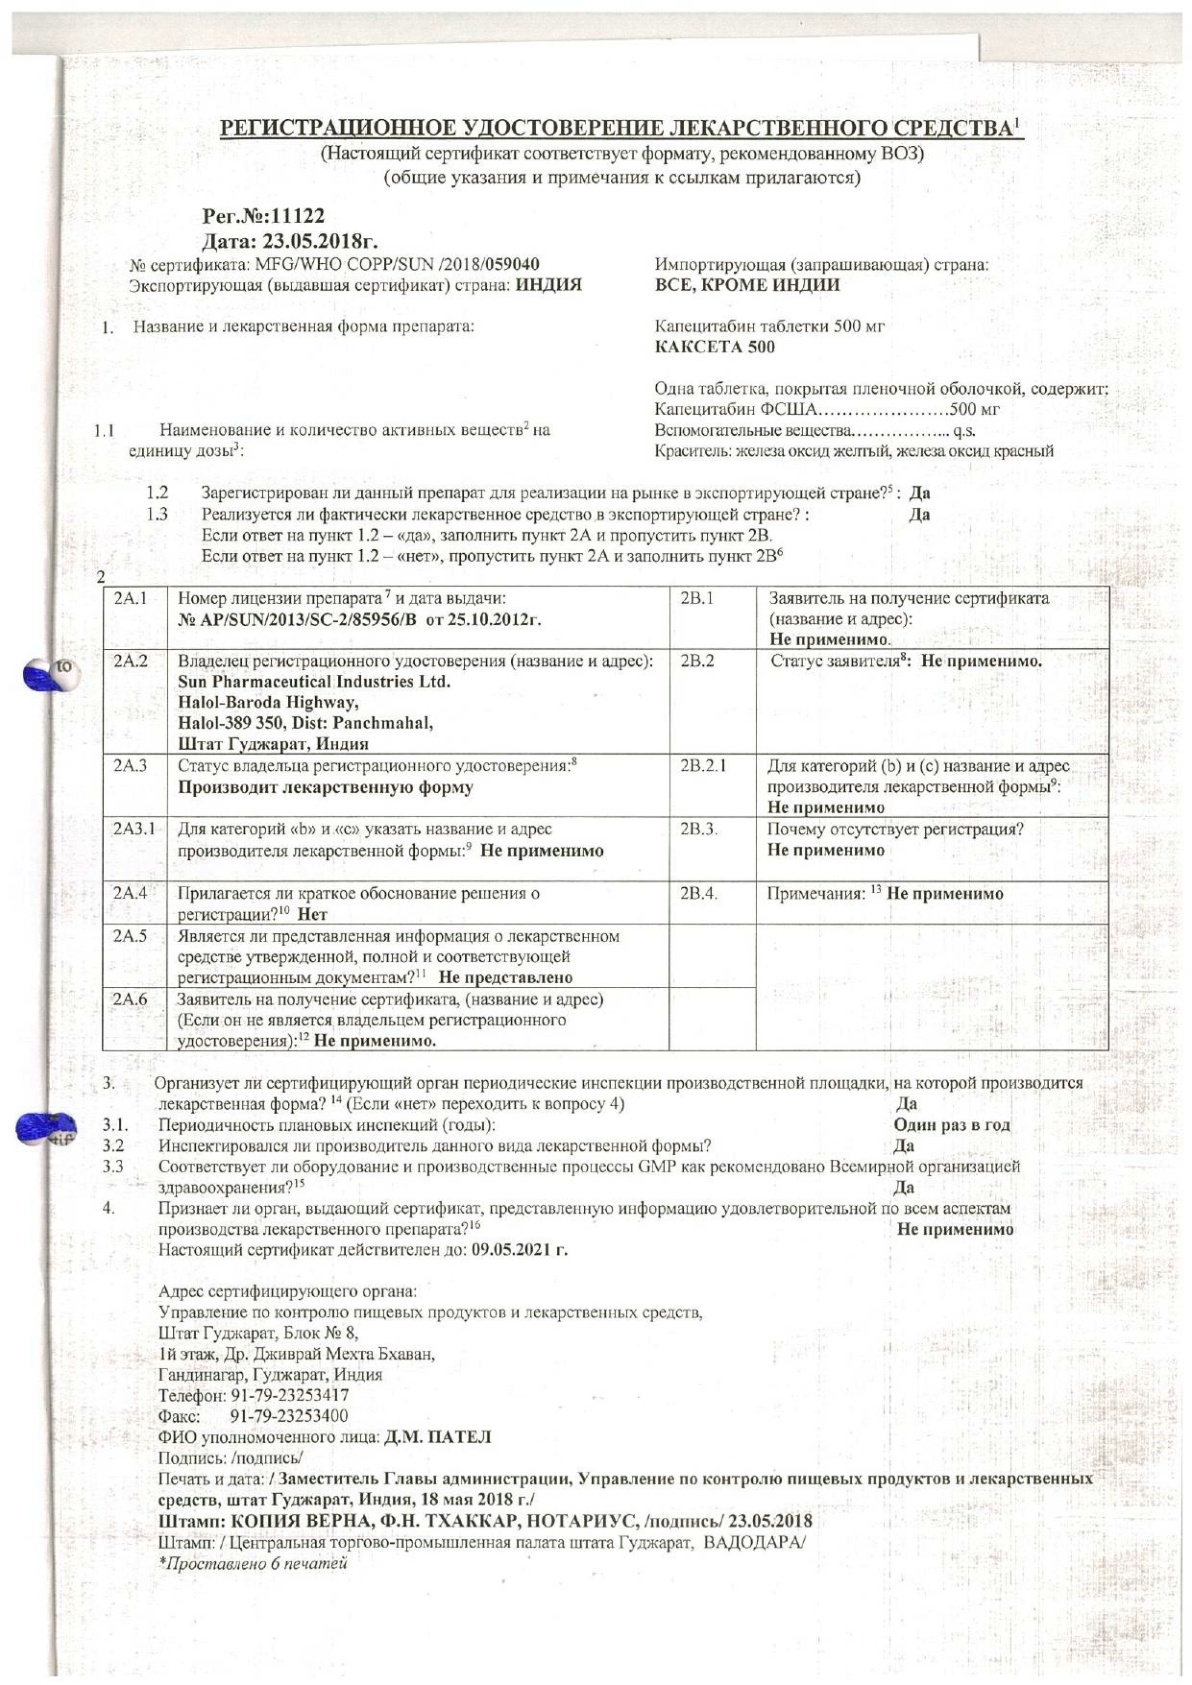 РЕГИСТРАЦИОННОЕ УДОСТОВЕРЕНИЕ ЛЕКАРСТВЕННОГО СРЕДСТВА¹
(Настоящий сертификат соответствует формату, рекомендованному ВОЗ)
(общие указания и примечания к ссылкам прилагаются)
Рег.№:11122
Дата: 23.05.2018г.
№ сертификата: MFG/WHO COPP/SUN /2018/059040
Экспортирующая (выдавшая сертификат) страна: ИНДИЯ
Импортирующая (запрашивающая) страна:
ВСЕ, КРОМЕ ИНДИИ
1. Название и лекарственная форма препарата:
Капецитабин таблетки 500 мг
КАКСЕТА 500
Одна таблетка, покрытая пленочной оболочкой, содержит:
Капецитабин ФСША……………….…500 мг
1.1 Наименование и количество активных веществ² на
единицу дозы³:
Вспомогательные вещества…………….. q.s.
Краситель: железа оксид желтый, железа оксид красный
1.2 Зарегистрирован ли данный препарат для реализации на рынке в экспортирующей стране?⁵ : Да
1.3 Реализуется ли фактически лекарственное средство в экспортирующей стране? : Да
Если ответ на пункт 1.2 – «да», заполнить пункт 2А и пропустить пункт 2В.
Если ответ на пункт 1.2 – «нет», пропустить пункт 2А и заполнить пункт 2В⁶
2
2A.1 Номер лицензии препарата⁷ и дата выдачи:
№ AP/SUN/2013/SC-2/85956/B от 25.10.2012г.
2B.1 Заявитель на получение сертификата
(название и адрес):
Не применимо.
2A.2 Владелец регистрационного удостоверения (название и адрес):
Sun Pharmaceutical Industries Ltd.
Halol-Baroda Highway,
Halol-389 350, Dist: Panchmahal,
Штат Гуджарат, Индия
2B.2 Статус заявителя⁸: Не применимо.
2A.3 Статус владельца регистрационного удостоверения:⁸
Производит лекарственную форму
2B.2.1 Для категорий (b) и (c) название и адрес
производителя лекарственной формы⁹:
Не применимо
2A3.1 Для категорий «b» и «c» указать название и адрес
производителя лекарственной формы:⁹ Не применимо
2B.3. Почему отсутствует регистрация?
Не применимо
2A.4 Прилагается ли краткое обоснование решения о
регистрации?¹⁰ Нет
2B.4. Примечания: ¹³ Не применимо
2A.5 Является ли представленная информация о лекарственном
средстве утвержденной, полной и соответствующей
регистрационным документам?¹¹ Не представлено
2A.6 Заявитель на получение сертификата, (название и адрес)
(Если он не является владельцем регистрационного
удостоверения):¹² Не применимо.
3. Организует ли сертифицирующий орган периодические инспекции производственной площадки, на которой производится
лекарственная форма? ¹⁴ (Если «нет» переходить к вопросу 4) Да
3.1. Периодичность плановых инспекций (годы): Один раз в год
3.2 Инспектировался ли производитель данного вида лекарственной формы? Да
3.3 Соответствует ли оборудование и производственные процессы GMP как рекомендовано Всемирной организацией
здравоохранения?¹⁵ Да
4. Признает ли орган, выдающий сертификат, представленную информацию удовлетворительной по всем аспектам
производства лекарственного препарата?¹⁶ Не применимо
Настоящий сертификат действителен до: 09.05.2021 г.
Адрес сертифицирующего органа:
Управление по контролю пищевых продуктов и лекарственных средств,
Штат Гуджарат, Блок № 8,
1й этаж, Др. Дживрай Мехта Бхаван,
Гандинагар, Гуджарат, Индия
Телефон: 91-79-23253417
Факс: 91-79-23253400
ФИО уполномоченного лица: Д.М. ПАТЕЛ
Подпись: /подпись/
Печать и дата: / Заместитель Главы администрации, Управление по контролю пищевых продуктов и лекарственных
средств, штат Гуджарат, Индия, 18 мая 2018 г./
Штамп: КОПИЯ ВЕРНА, Ф.Н. ТХАККАР, НОТАРИУС, /подпись/ 23.05.2018
Штамп: / Центральная торгово-промышленная палата штата Гуджарат, ВАДОДАРА/
*Проставлено 6 печатей
to